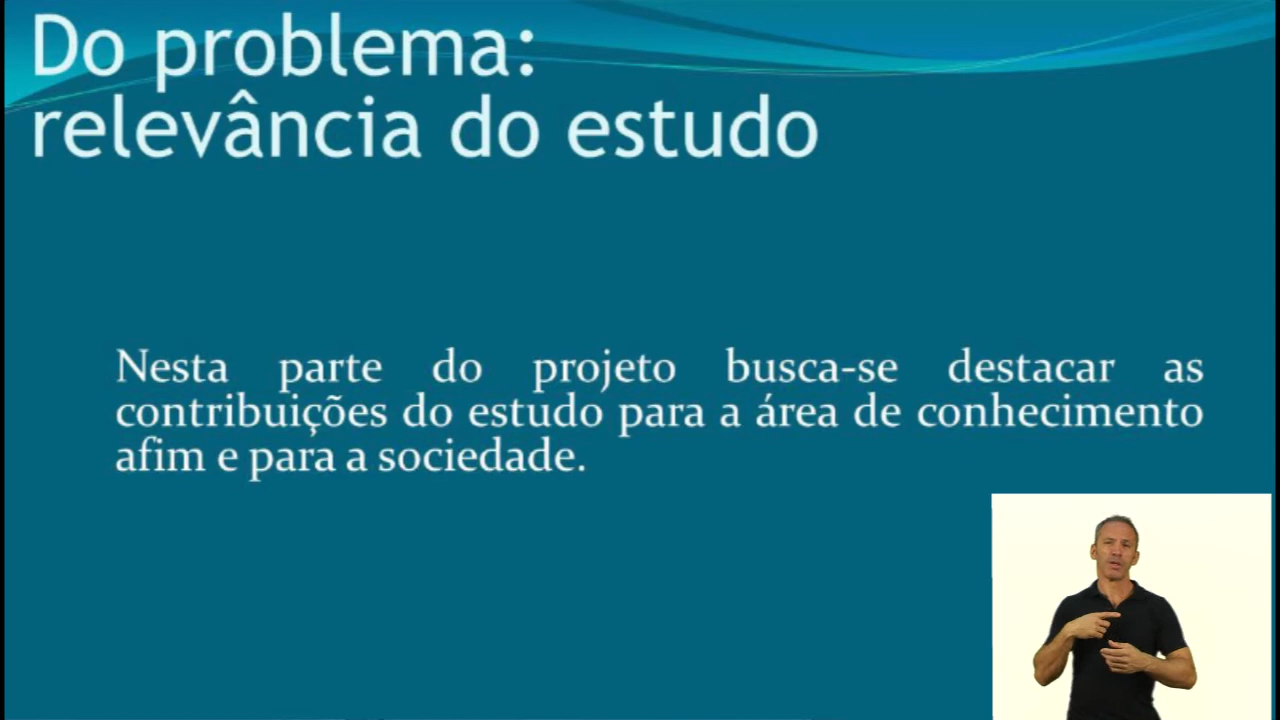 Do problema:
relevância do estudo
Nesta parte do projeto busca-se destacar as
contribuições do estudo para a área de conhecimento
afim e para a sociedade.